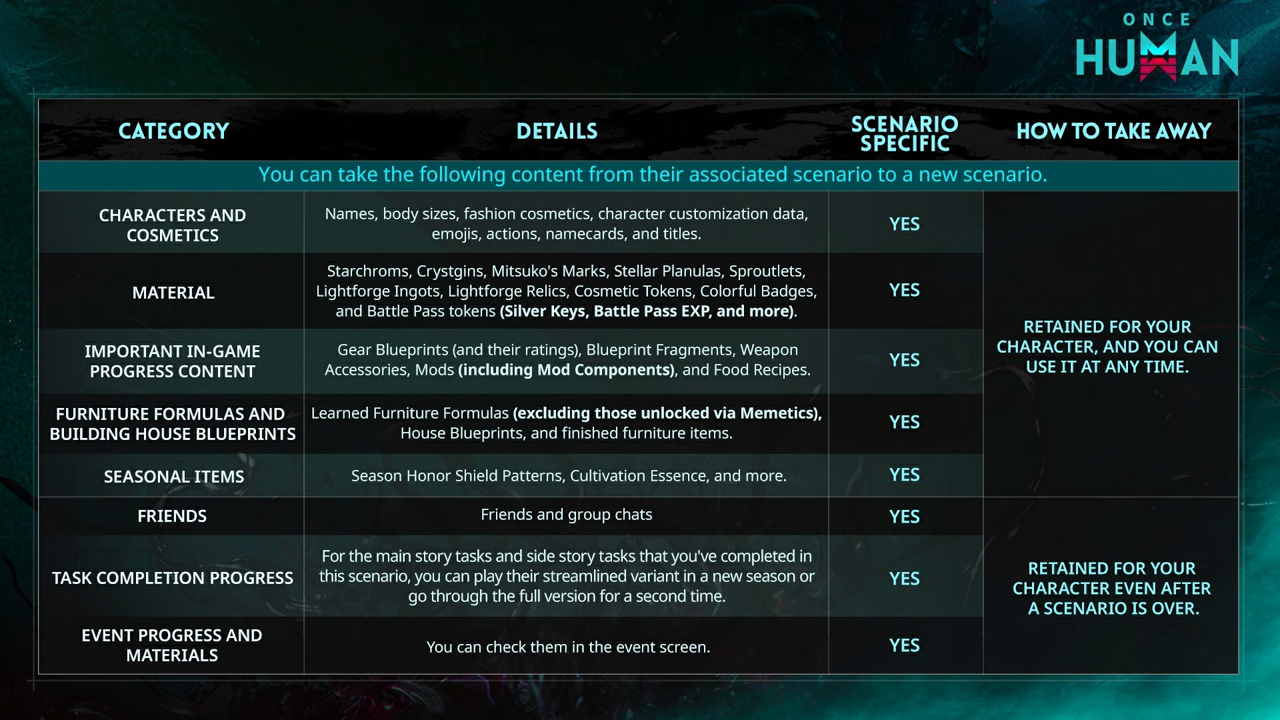 ONCE
HUMAN
CATEGORY
DETAILS
SCENARIO
SPECIFIC
HOW TO TAKE AWAY
You can take the following content from their associated scenario to a new scenario.
CHARACTERS AND
COSMETICS
Names, body sizes, fashion cosmetics, character customization data,
emojis, actions, namecards, and titles.
YES
MATERIAL
Starchroms, Crystgins, Mitsuko's Marks, Stellar Planulas, Sproutlets,
Lightforge Ingots, Lightforge Relics, Cosmetic Tokens, Colorful Badges,
and Battle Pass tokens (Silver Keys, Battle Pass EXP, and more).
YES
IMPORTANT IN-GAME
PROGRESS CONTENT
Gear Blueprints (and their ratings), Blueprint Fragments, Weapon
Accessories, Mods (including Mod Components), and Food Recipes.
YES
FURNITURE FORMULAS AND
BUILDING HOUSE BLUEPRINTS
Learned Furniture Formulas (excluding those unlocked via Memetics),
House Blueprints, and finished furniture items.
YES
SEASONAL ITEMS
Season Honor Shield Patterns, Cultivation Essence, and more.
YES
RETAINED FOR YOUR
CHARACTER, AND YOU CAN
USE IT AT ANY TIME.
FRIENDS
Friends and group chats
YES
TASK COMPLETION PROGRESS
For the main story tasks and side story tasks that you've completed in
this scenario, you can play their streamlined variant in a new season or
go through the full version for a second time.
YES
EVENT PROGRESS AND
MATERIALS
You can check them in the event screen.
YES
RETAINED FOR YOUR
CHARACTER EVEN AFTER
A SCENARIO IS OVER.